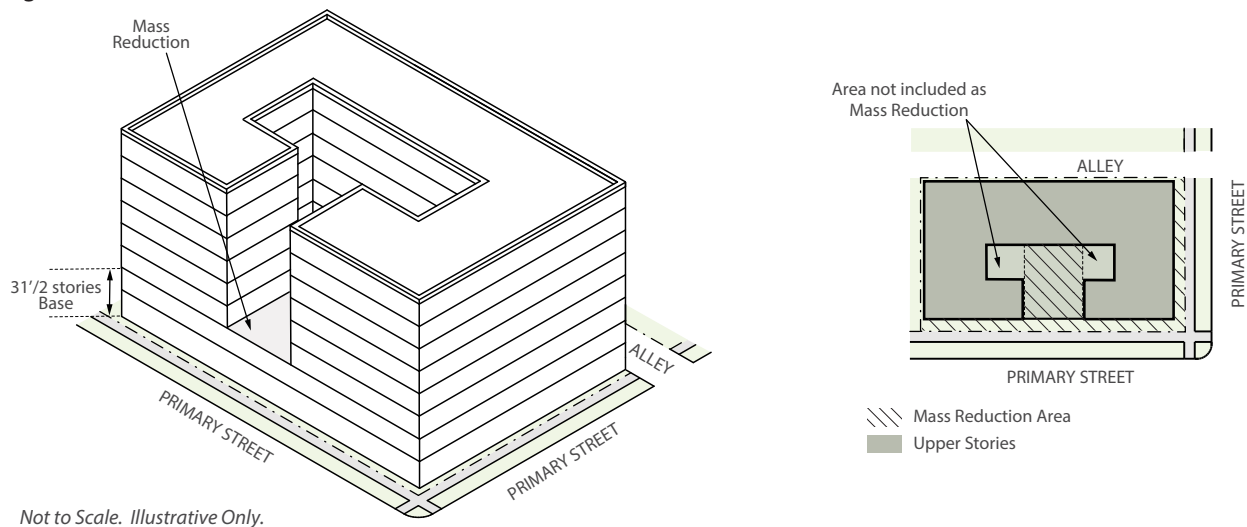 Mass
Reduction
31'/2 stories
Base
PRIMARY STREET
PRIMARY STREET
ALLEY
Not to Scale. Illustrative Only.
Area not included as
Mass Reduction
ALLEY
PRIMARY STREET
PRIMARY STREET
Mass Reduction Area
Upper Stories